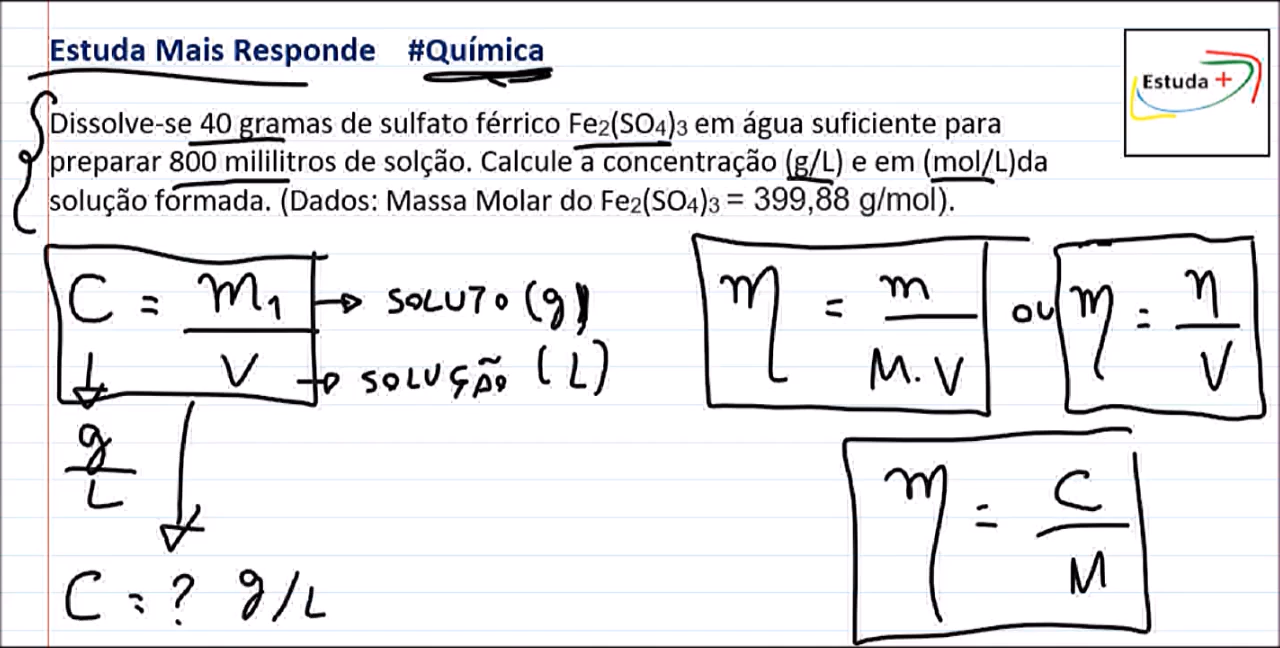 Estuda Mais Responde #Química
Estuda +
Dissolve-se 40 gramas de sulfato férrico Fe2(SO4)3 em água suficiente para
preparar 800 mililitros de solção. Calcule a concentração (g/L) e em (mol/L)da
solução formada. (Dados: Massa Molar do Fe2(SO4)3 = 399,88 g/mol).
C = m1 / V
SOLUTO (g)
SOLUÇÃO (L)
g / L
C = ? g/L
m = m / M.V
OU
m = n / V
m = C / M